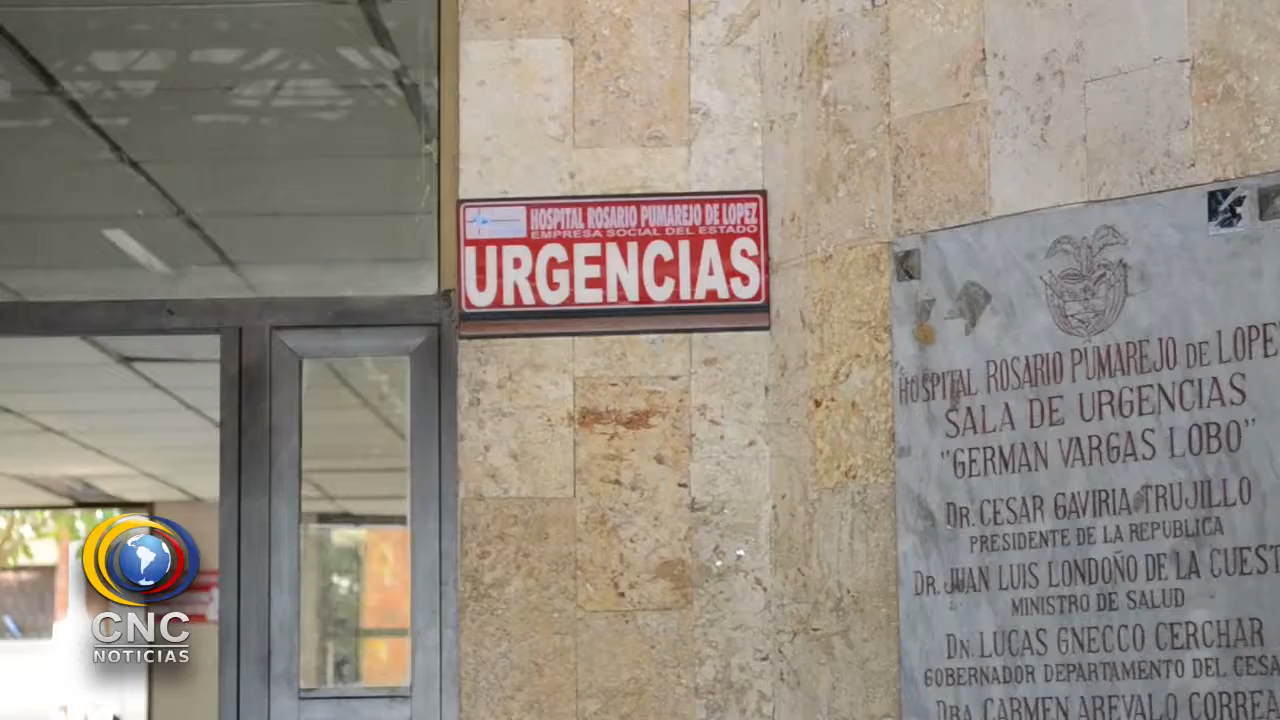 HOSPITAL ROSARIO PUMAREJO DE LOPEZ
EMPRESA SOCIAL DEL ESTADO
URGENCIAS
HOSPITAL ROSARIO PUMAREJO DE LOPE
SALA DE URGENCIAS
"GERMAN VARGAS LOBO"
DR. CESAR GAVIRIA TRUJILLO
PRESIDENTE DE LA REPUBLICA
DR. JUAN LUIS LONDOÑO DE LA CUEST
MINISTRO DE SALUD
DR. LUCAS GNECCO CERCHAR
GOBERNADOR DEPARTAMENTO DEL CESA
DRA. CARMEN AREVALO CORREA
CNC
NOTICIAS